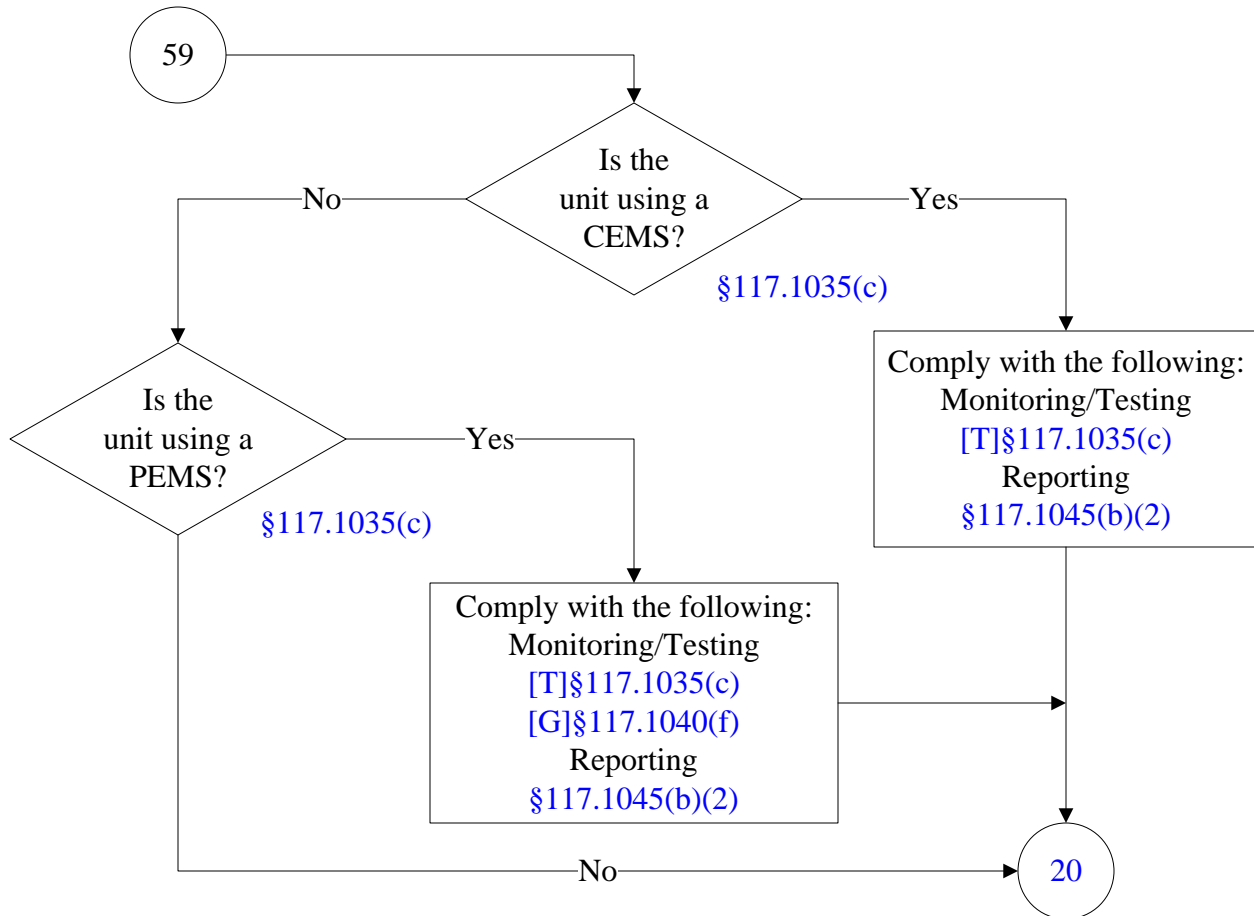 59
Is the
unit using a
CEMS?
No
Yes
§117.1035(c)
Comply with the following:
Monitoring/Testing
[T]§117.1035(c)
Reporting
§117.1045(b)(2)
Is the
unit using a
PEMS?
Yes
§117.1035(c)
Comply with the following:
Monitoring/Testing
[T]§117.1035(c)
[G]§117.1040(f)
Reporting
§117.1045(b)(2)
No
20